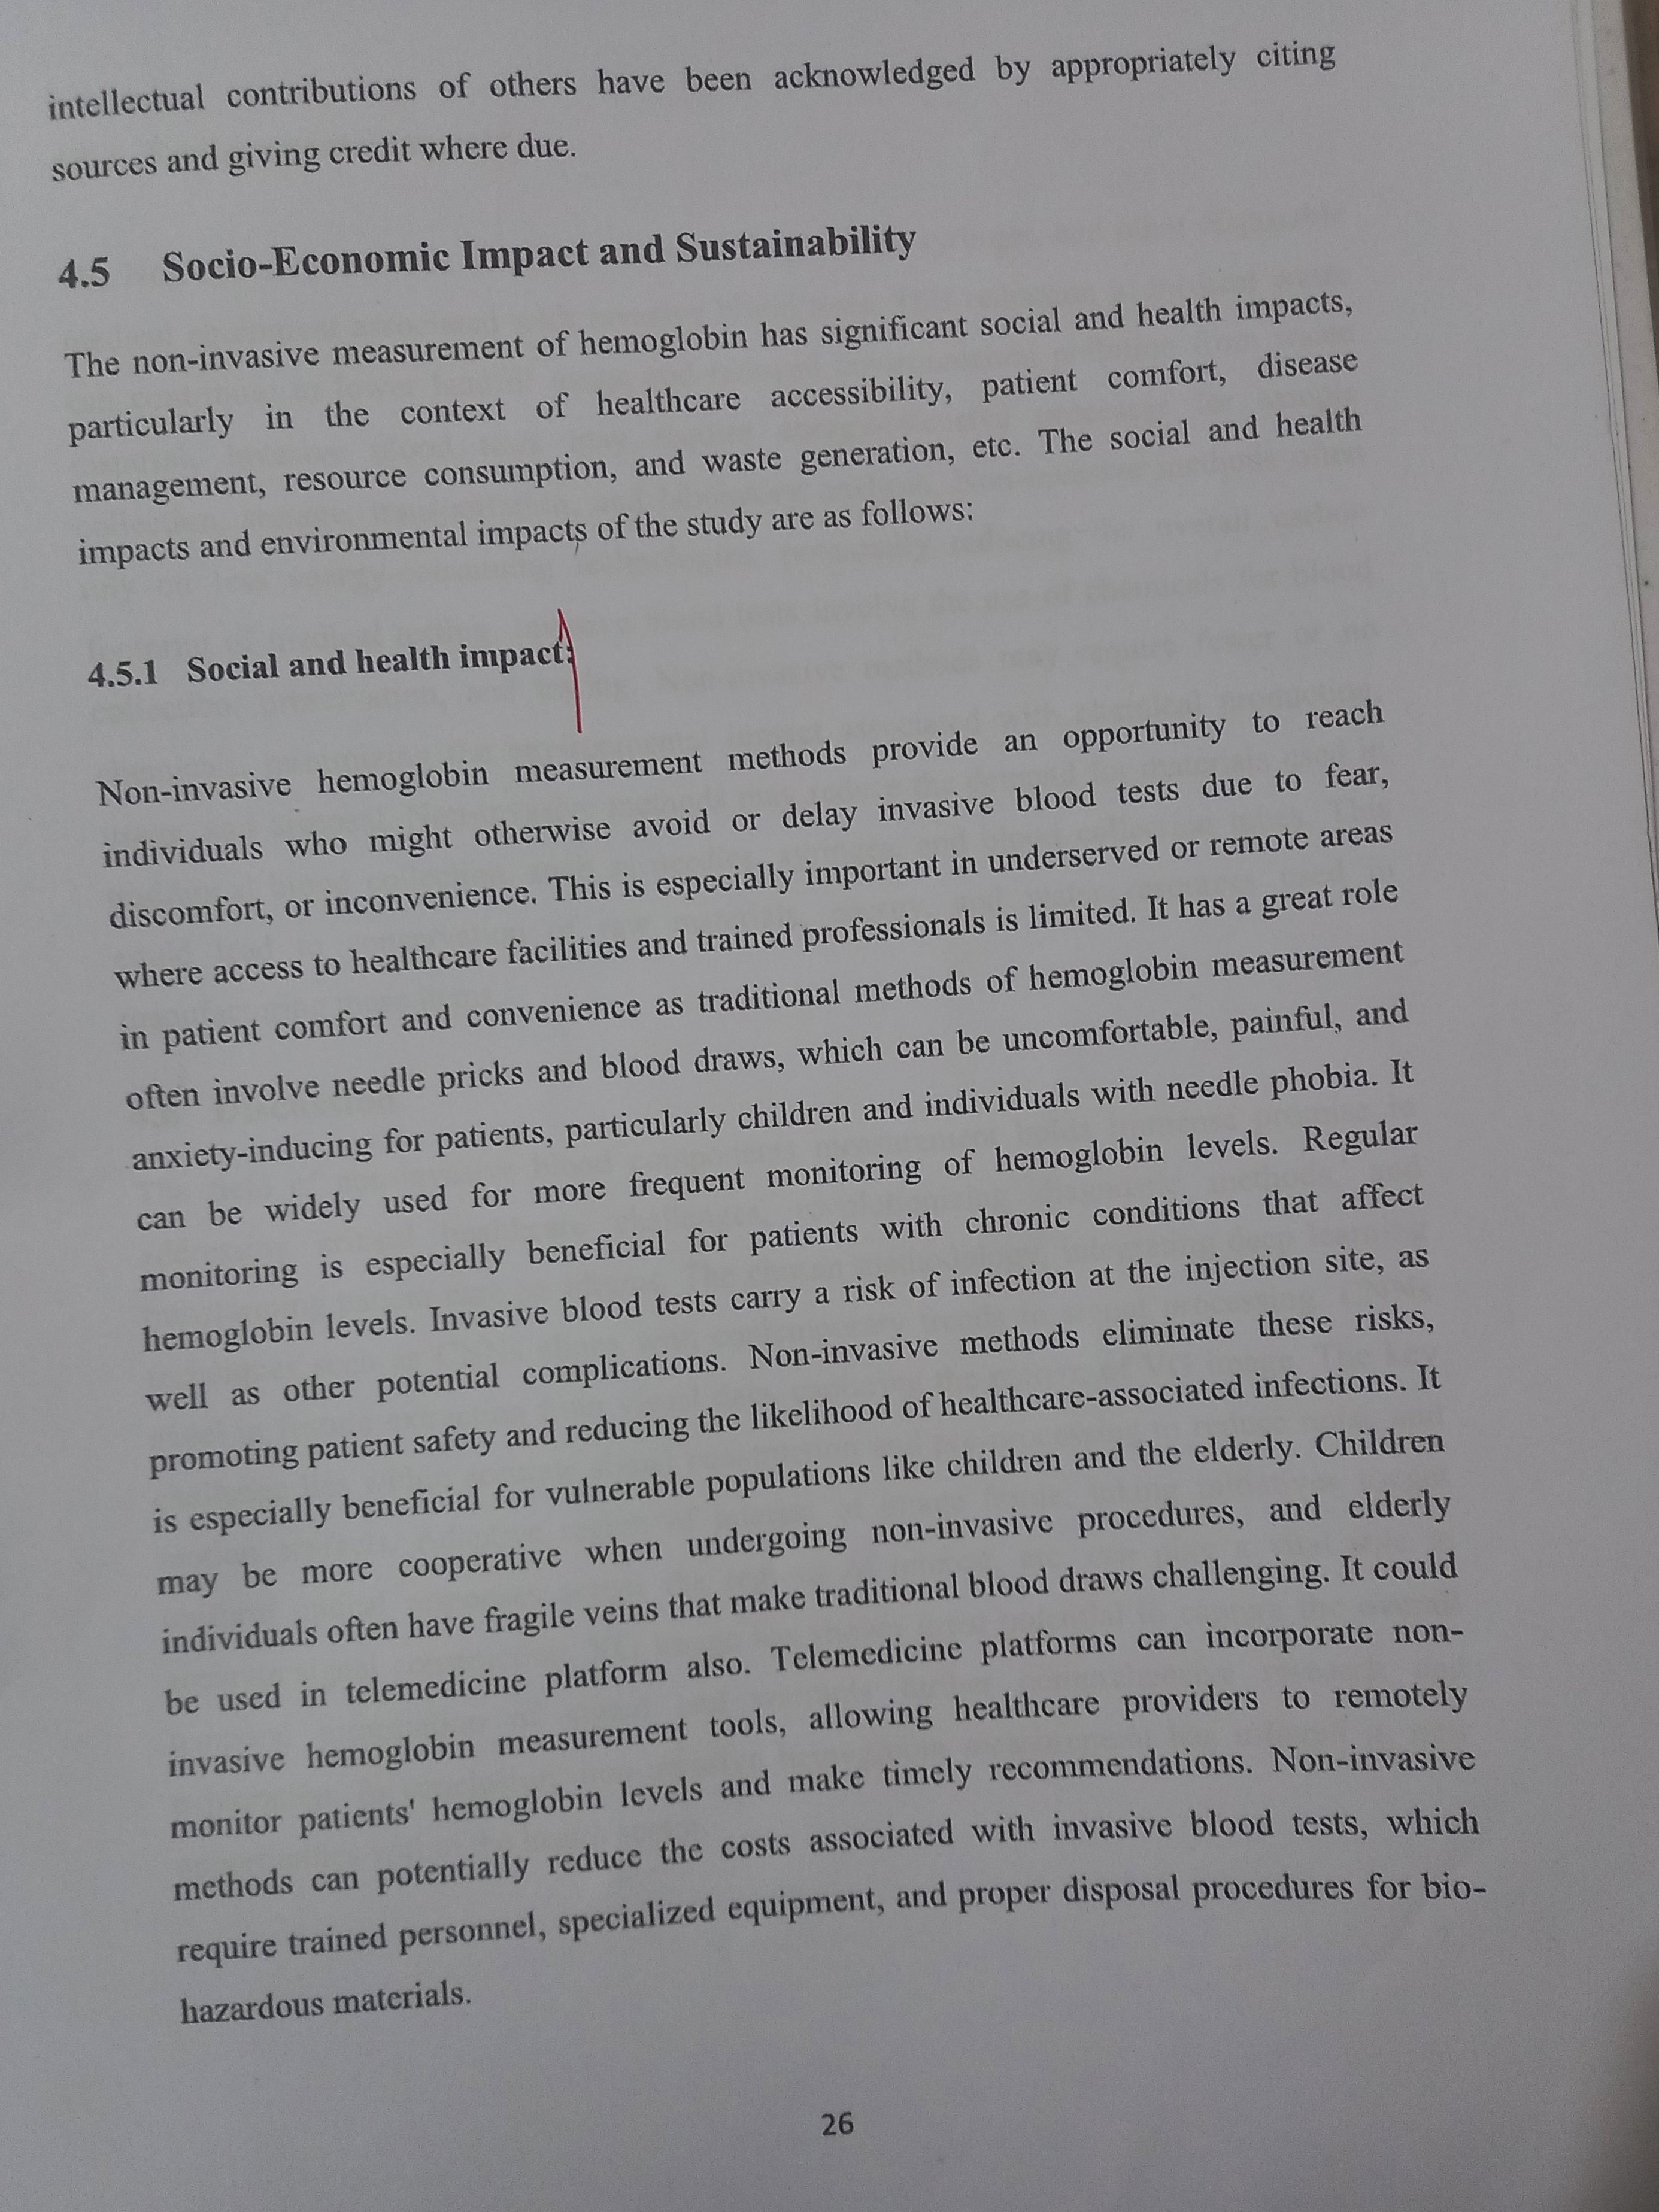 intellectual contributions of others have been acknowledged by appropriately citing
sources and giving credit where due.
4.5 Socio-Economic Impact and Sustainability
The non-invasive measurement of hemoglobin has significant social and health impacts,
particularly in the context of healthcare accessibility, patient comfort, disease
management, resource consumption, and waste generation, etc. The social and health
impacts and environmental impacts of the study are as follows:
4.5.1 Social and health impact:
Non-invasive hemoglobin measurement methods provide an opportunity to reach
individuals who might otherwise avoid or delay invasive blood tests due to fear,
discomfort, or inconvenience. This is especially important in underserved or remote areas
where access to healthcare facilities and trained professionals is limited. It has a great role
in patient comfort and convenience as traditional methods of hemoglobin measurement
often involve needle pricks and blood draws, which can be uncomfortable, painful, and
anxiety-inducing for patients, particularly children and individuals with needle phobia. It
can be widely used for more frequent monitoring of hemoglobin levels. Regular
monitoring is especially beneficial for patients with chronic conditions that affect
hemoglobin levels. Invasive blood tests carry a risk of infection at the injection site, as
well as other potential complications. Non-invasive methods eliminate these risks,
promoting patient safety and reducing the likelihood of healthcare-associated infections. It
is especially beneficial for vulnerable populations like children and the elderly. Children
may be more cooperative when undergoing non-invasive procedures, and elderly
individuals often have fragile veins that make traditional blood draws challenging. It could
be used in telemedicine platform also. Telemedicine platforms can incorporate non-
invasive hemoglobin measurement tools, allowing healthcare providers to remotely
monitor patients' hemoglobin levels and make timely recommendations. Non-invasive
methods can potentially reduce the costs associated with invasive blood tests, which
require trained personnel, specialized equipment, and proper disposal procedures for bio-
hazardous materials.
26